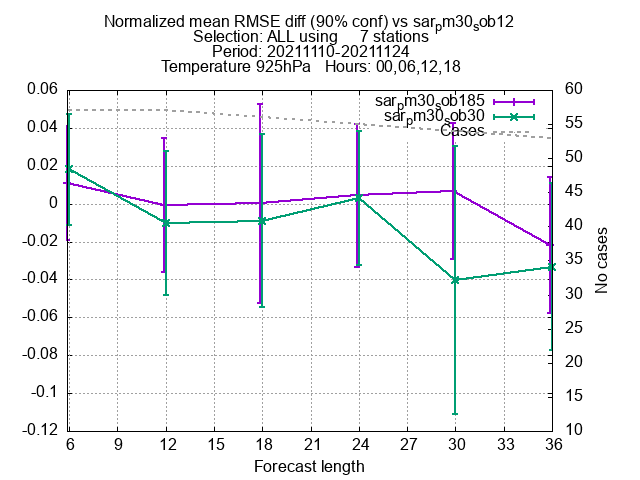 Normalized mean RMSE diff (90% conf) vs sarpm30sob12
Selection: ALL using 7 stations
Period: 20211110-20211124
Temperature 925hPa Hours: 00,06,12,18
sarpm30sob185
sarpm30sob30
Cases
0.06
0.04
0.02
0
-0.02
-0.04
-0.06
-0.08
-0.1
-0.12
60
55
50
45
40
35
30
25
20
15
10
No cases
6 9 12 15 18 21 24 27 30 33 36
Forecast length